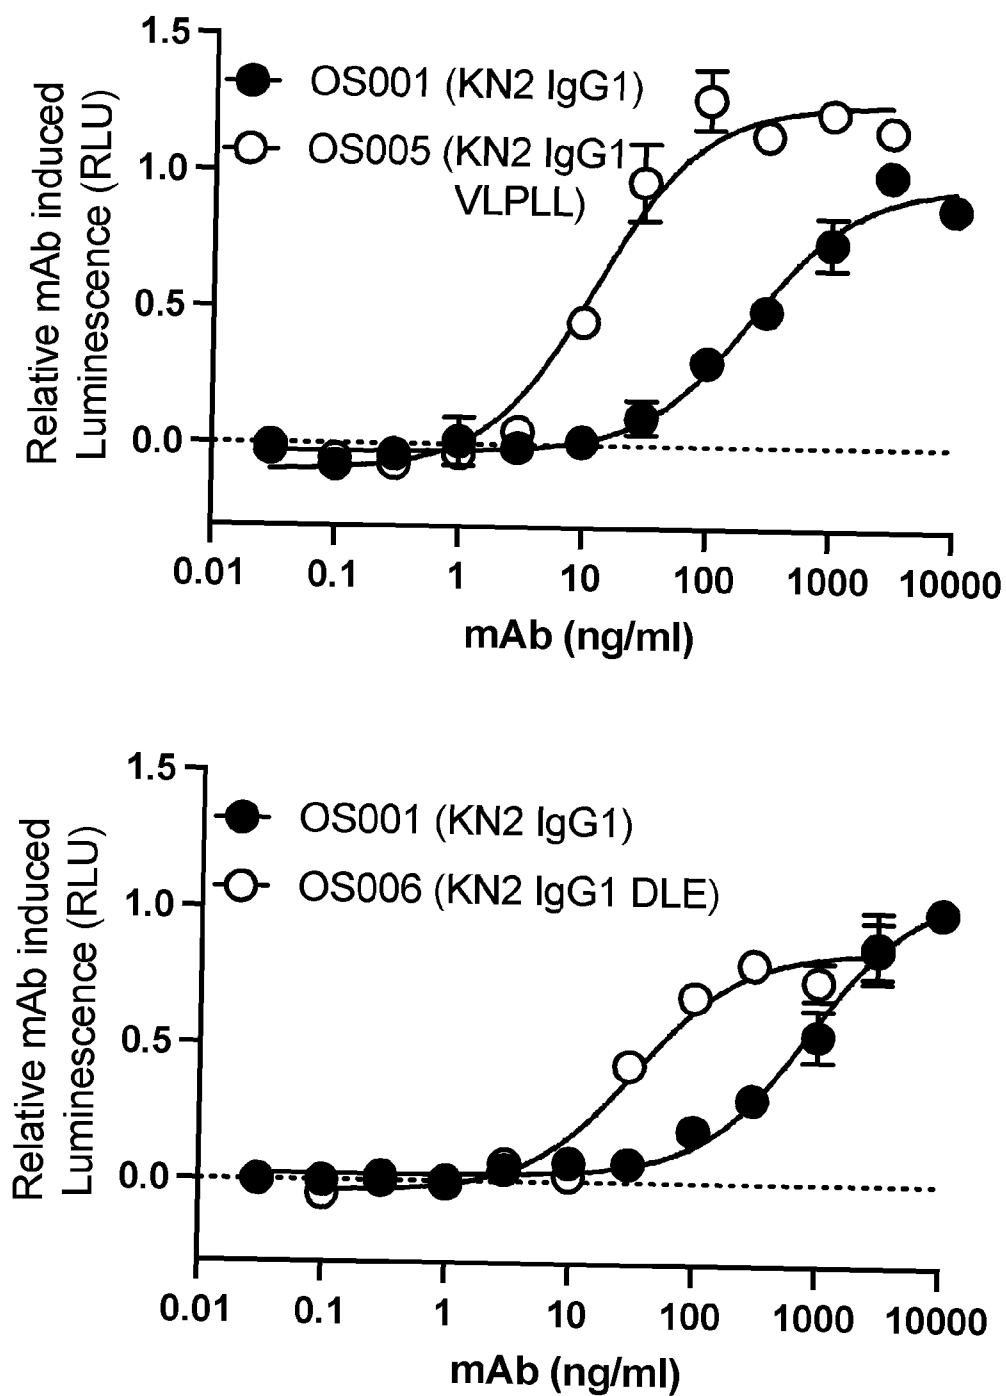 1.5
OS001 (KN2 IgG1)
OS005 (KN2 IgG1
VLPLL)
1.0
0.5
0.0
Relative mAb induced
Luminescence (RLU)
0.01 0.1 1 10 100 1000 10000
mAb (ng/ml)
1.5
OS001 (KN2 IgG1)
OS006 (KN2 IgG1 DLE)
1.0
0.5
0.0
Relative mAb induced
Luminescence (RLU)
0.01 0.1 1 10 100 1000 10000
mAb (ng/ml)